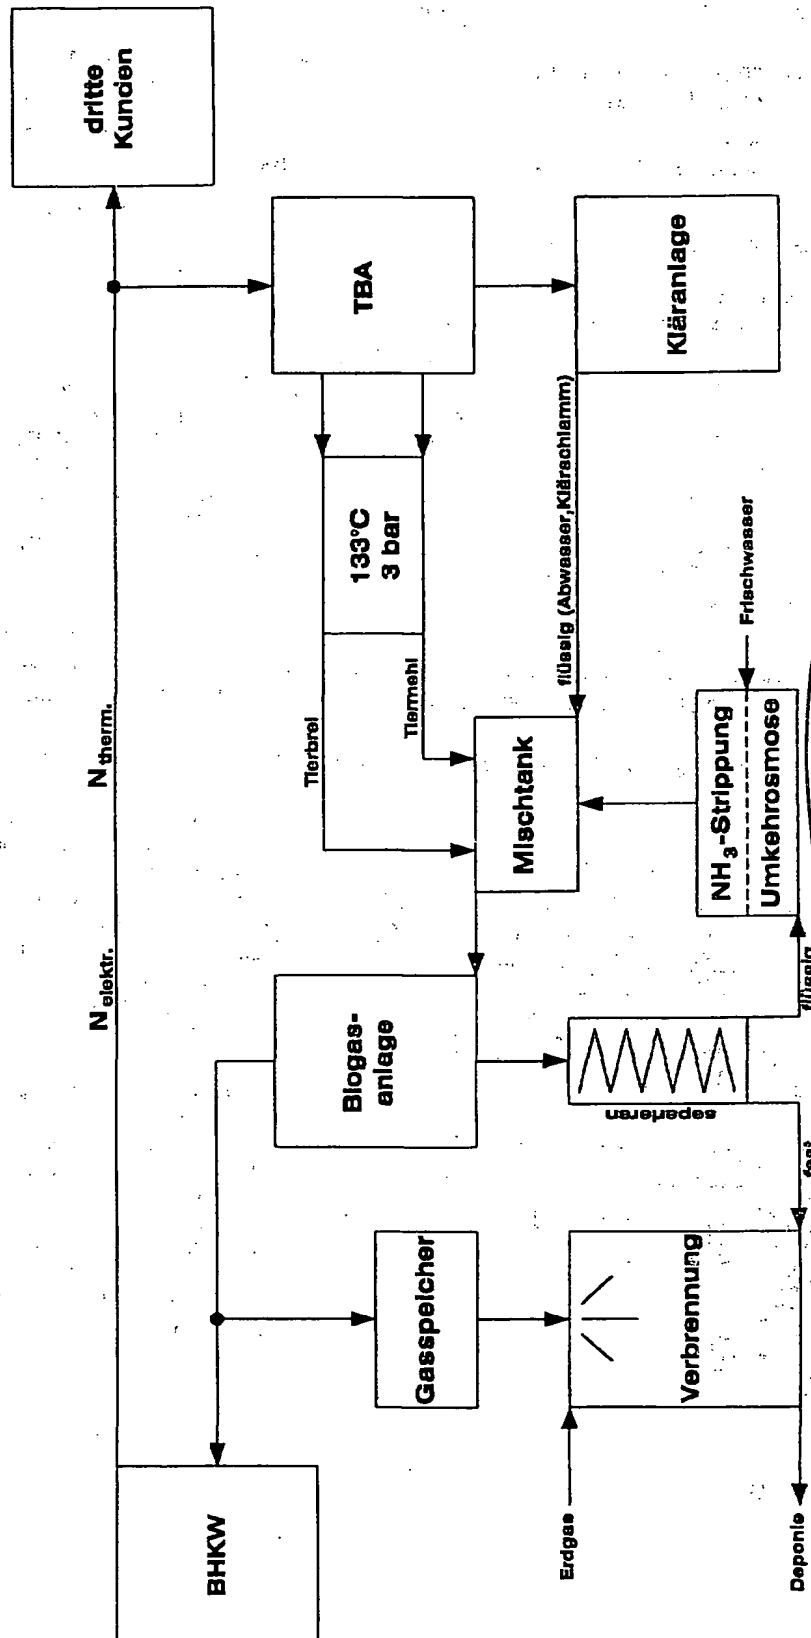 dritte
Kunden
N therm.
N elektr.
TBA
133°C
3 bar
Tierbrei
Tiermehl
flüssig (Abwasser,Klärschlamm)
Kläranlage
Mischtank
Frischwasser
NH₃-Strippung
Umkehrosmose
flüssig
Biogas-
anlage
separieren
fest
Gasspeicher
Verbrennung
BHKW
Erdgas
Deponie